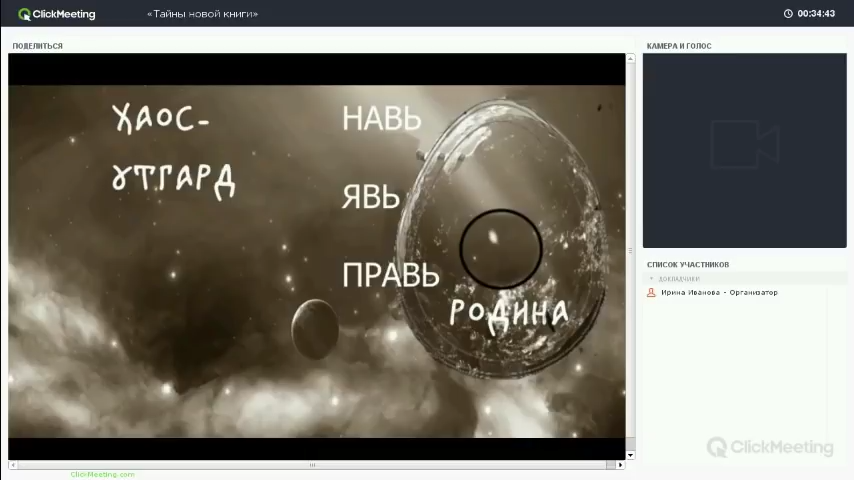 ClickMeeting
«Тайны новой книги»
00:34:43
ПОДЕЛИТЬСЯ
КАМЕРА И ГОЛОС
ХАОС-
УТГАРД
НАВЬ
ЯВЬ
ПРАВЬ
РОДИНА
СПИСОК УЧАСТНИКОВ
ДОКЛАДЧИКИ
Ирина Иванова - Организатор
ClickMeeting
ClickMeeting.com